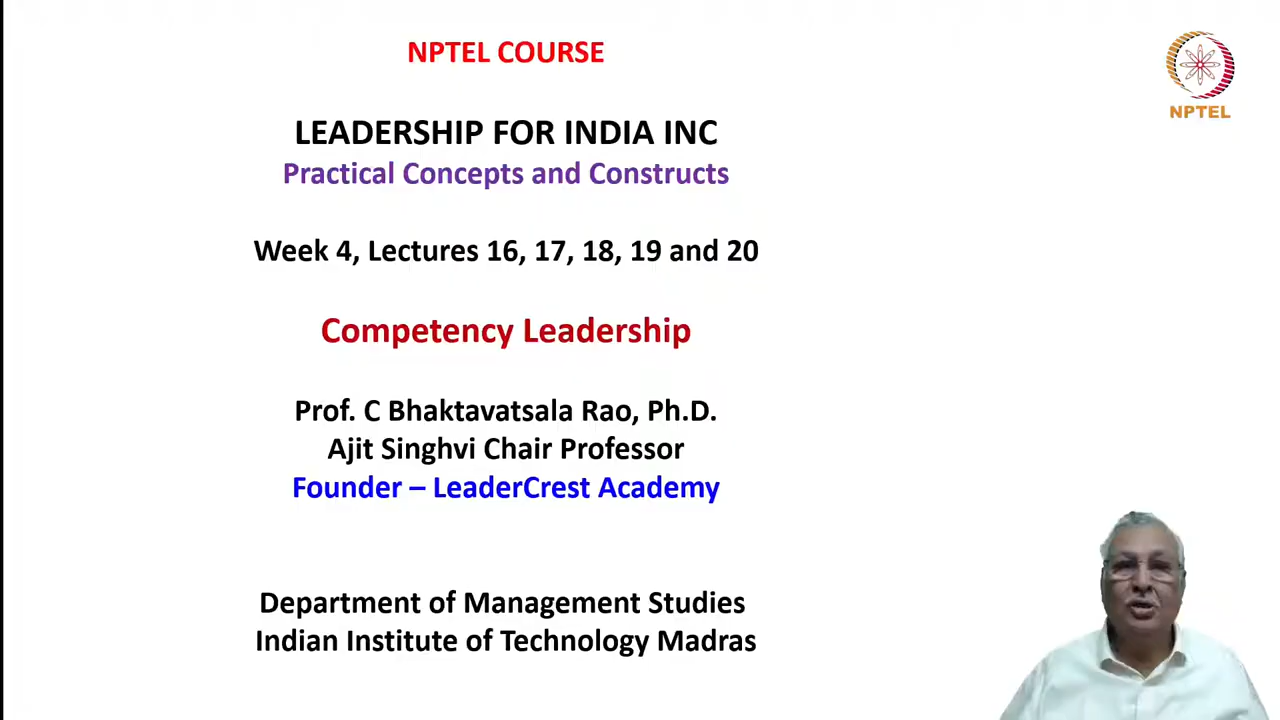 NPTEL COURSE
NPTEL
LEADERSHIP FOR INDIA INC
Practical Concepts and Constructs
Week 4, Lectures 16, 17, 18, 19 and 20
Competency Leadership
Prof. C Bhaktavatsala Rao, Ph.D.
Ajit Singhvi Chair Professor
Founder – LeaderCrest Academy
Department of Management Studies
Indian Institute of Technology Madras